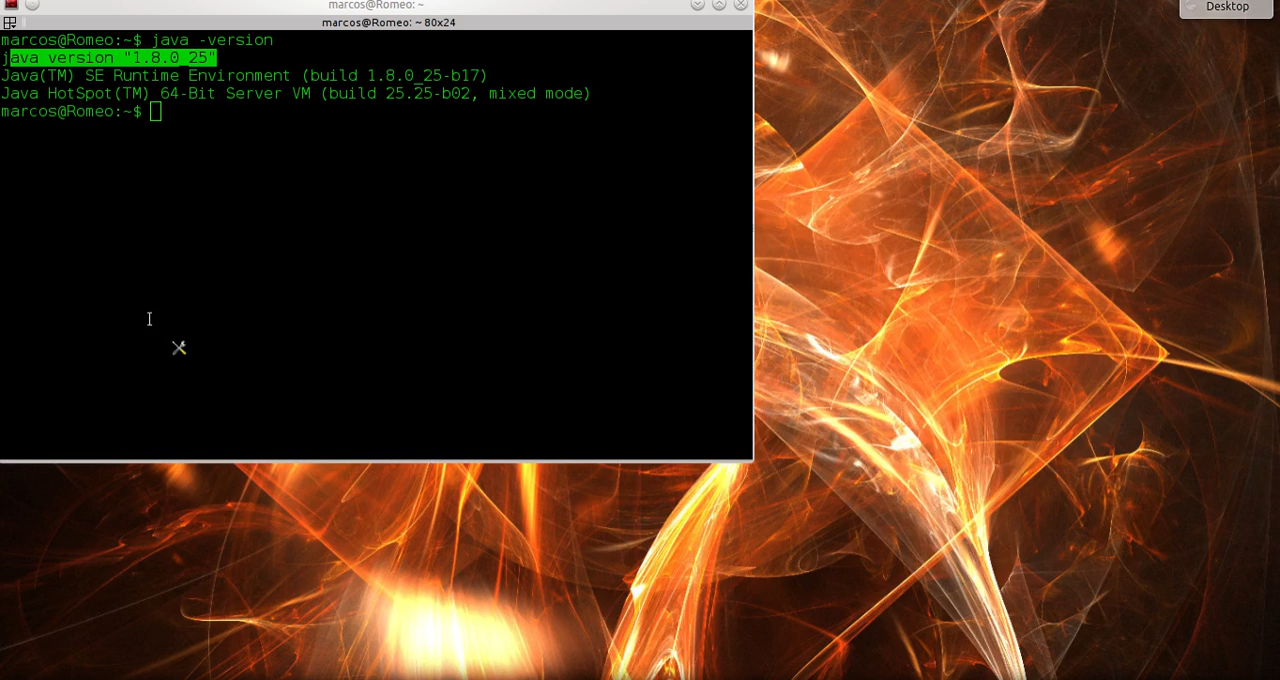 marcos@Romeo: ~
Desktop
marcos@Romeo: ~ 80x24
marcos@Romeo:~$ java -version
java version "1.8.0_25"
Java(TM) SE Runtime Environment (build 1.8.0_25-b17)
Java HotSpot(TM) 64-Bit Server VM (build 25.25-b02, mixed mode)
marcos@Romeo:~$